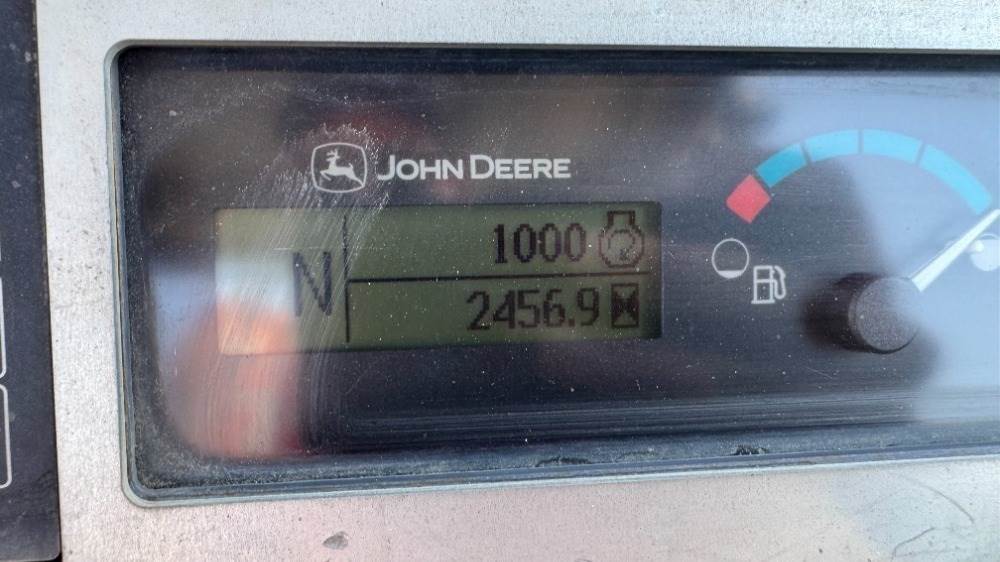 JOHN DEERE
N
1000
2456.9